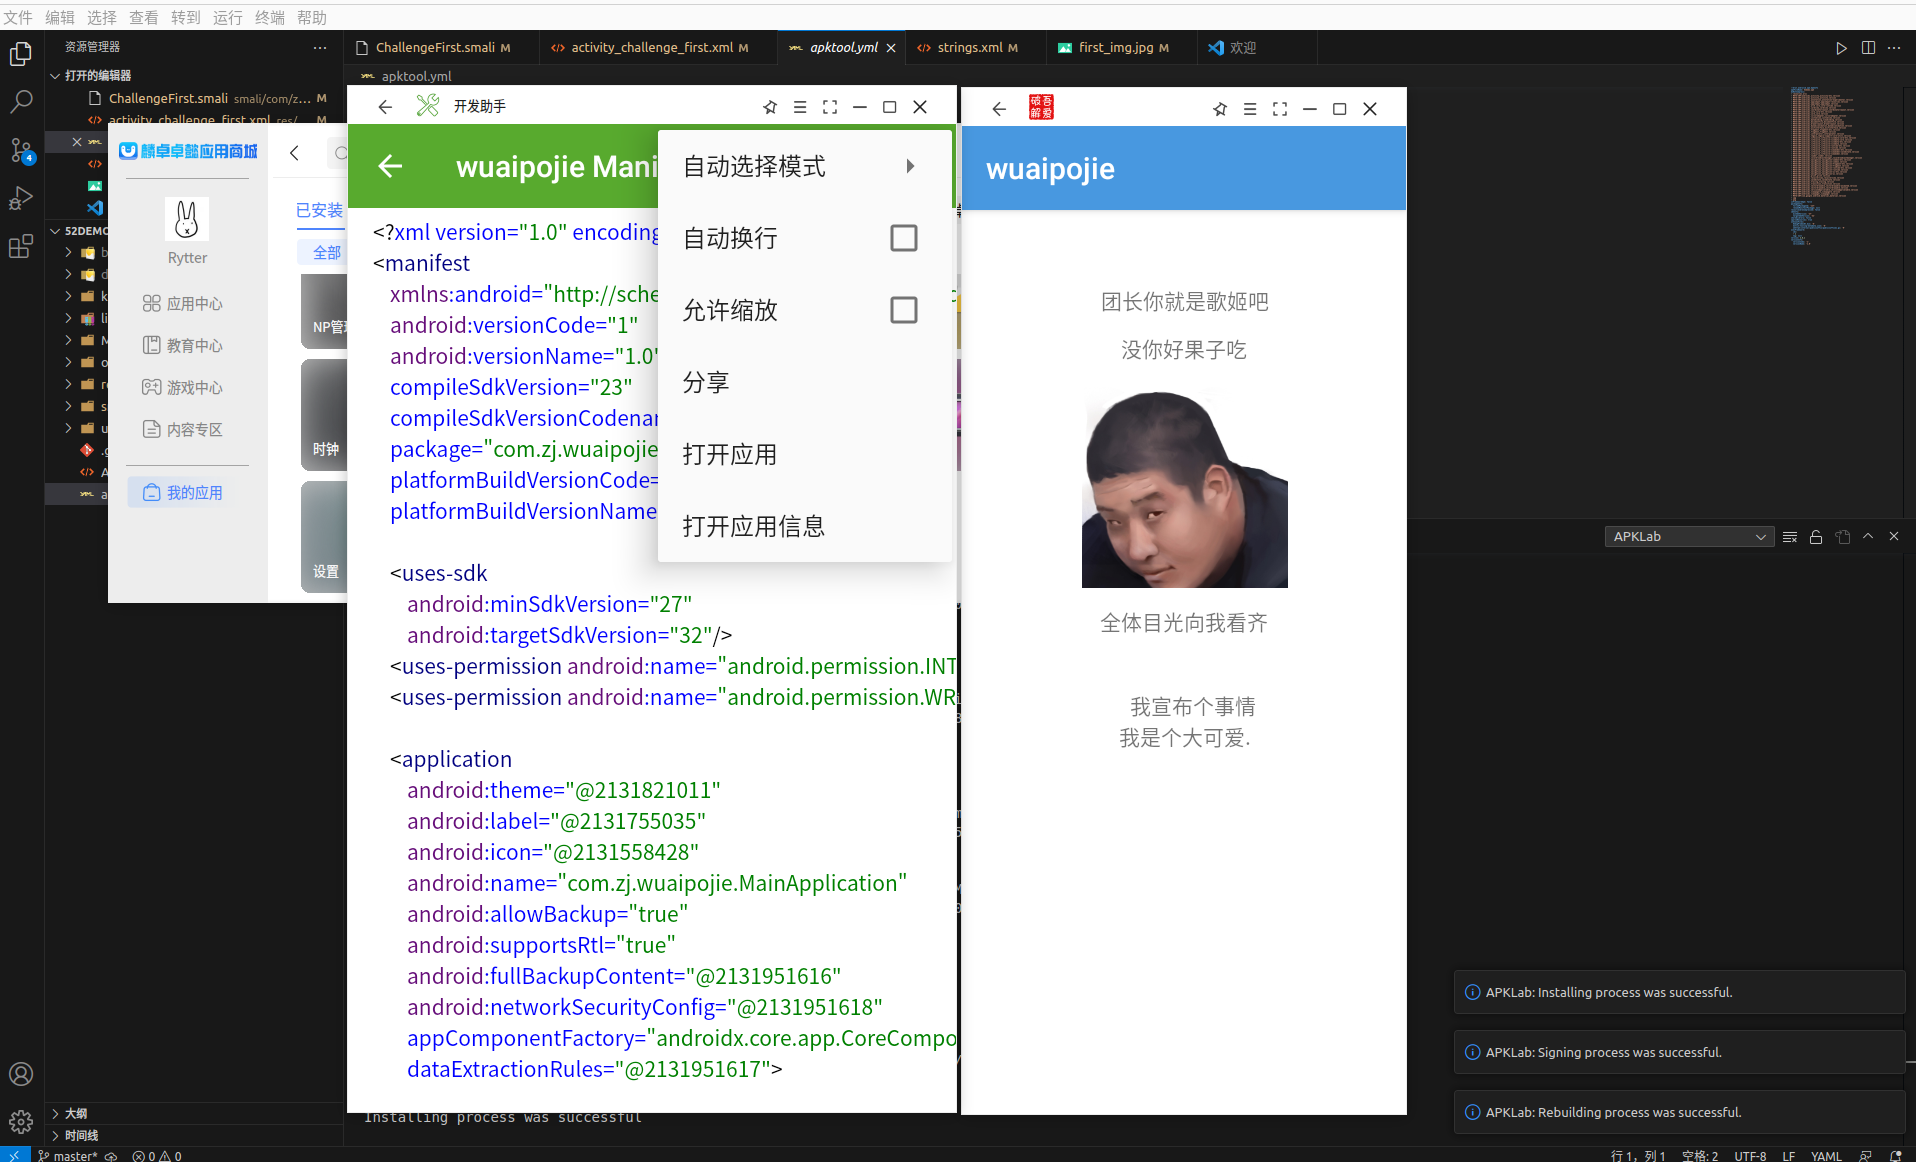 文件 编辑 选择 查看 转到 运行 终端 帮助
资源管理器
打开的编辑器
ChallengeFirst.smali smali/com/z... M
activity_challenge_first.xml res/ M
52DEMO
大纲
时间线
master*
0 0
ChallengeFirst.smali M
activity_challenge_first.xml M
apktool.yml
strings.xml M
first_img.jpg M
欢迎
apktool.yml
麟卓卓懿应用商城
Rytter
应用中心
教育中心
游戏中心
内容专区
我的应用
已安装
全部
NP管理
时钟
设置
开发助手
wuaipojie Mani
自动选择模式
自动换行
允许缩放
分享
打开应用
打开应用信息
<?xml version="1.0" encoding
<manifest
xmlns:android="http://sche
android:versionCode="1"
android:versionName="1.0"
compileSdkVersion="23"
compileSdkVersionCodenar
package="com.zj.wuaipojie
platformBuildVersionCode=
platformBuildVersionName
<uses-sdk
android:minSdkVersion="27"
android:targetSdkVersion="32"/>
<uses-permission android:name="android.permission.INT
<uses-permission android:name="android.permission.WR
<application
android:theme="@2131821011"
android:label="@2131755035"
android:icon="@2131558428"
android:name="com.zj.wuaipojie.MainApplication"
android:allowBackup="true"
android:supportsRtl="true"
android:fullBackupContent="@2131951616"
android:networkSecurityConfig="@2131951618"
appComponentFactory="androidx.core.app.CoreCompo
dataExtractionRules="@2131951617">
Installing process was successful
吾爱破解
wuaipojie
团长你就是歌姬吧
没你好果子吃
全体目光向我看齐
我宣布个事情
我是个大可爱.
APKLab
APKLab: Installing process was successful.
APKLab: Signing process was successful.
APKLab: Rebuilding process was successful.
行 1，列 1 空格: 2 UTF-8 LF YAML